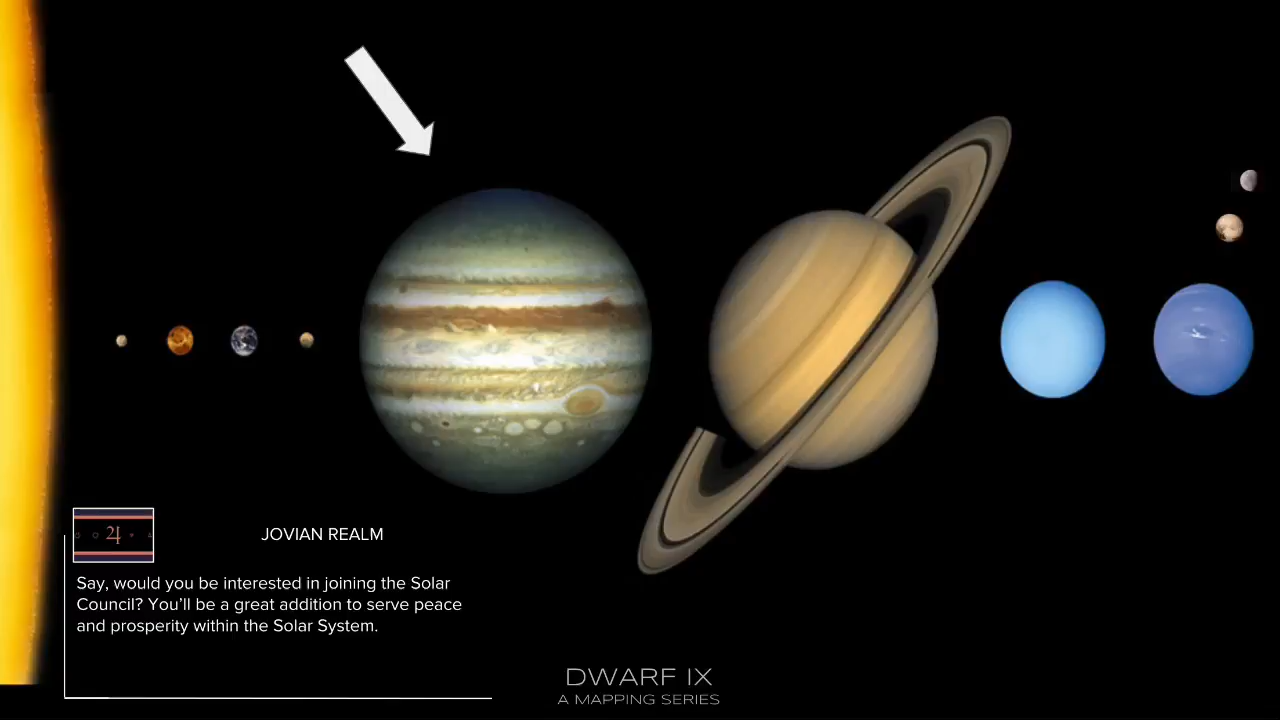 ♃
JOVIAN REALM
Say, would you be interested in joining the Solar
Council? You'll be a great addition to serve peace
and prosperity within the Solar System.
DWARF IX
A MAPPING SERIES